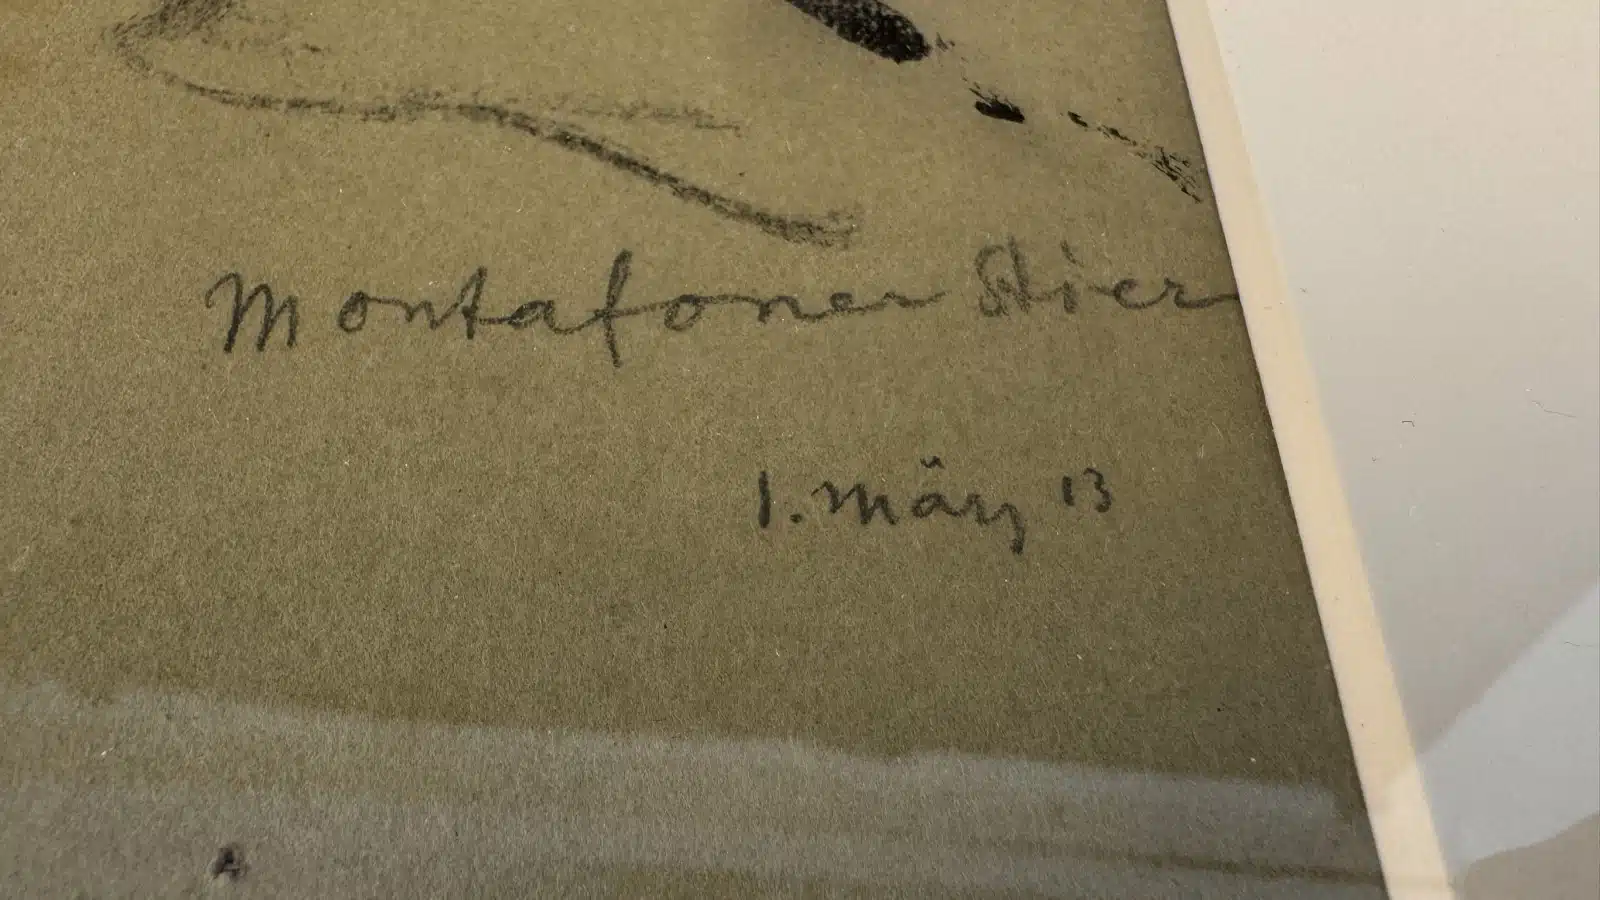 Montafoner Stier
1. März 13